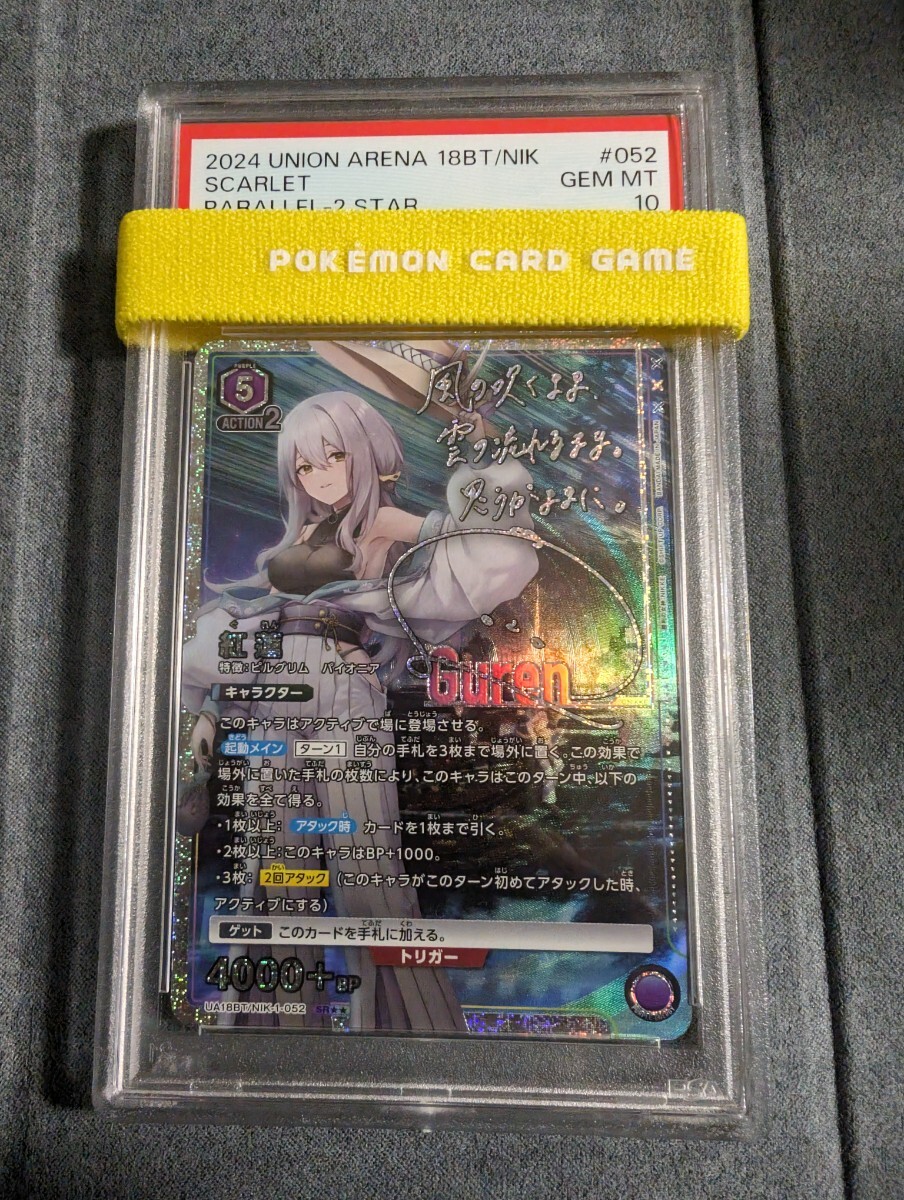 2024 UNION ARENA 18BT/NIK #052
SCARLET GEM MT
PARALLEL-2 STAR 10
POKÉMON CARD GAME
PURPLE
5
ACTION2
風の吹くまま、
雲の流れるまま。
思うがままに。
ぐ れん
紅蓮
特徴:ピルグリム パイオニア
Guren
キャラクター
このキャラはアクティブで場に登場させる。
起動メイン ターン1 自分の手札を3枚まで場外に置く。この効果で
場外に置いた手札の枚数により、このキャラはこのターン中、以下の
効果を全て得る。
・1枚以上: アタック時 カードを1枚まで引く。
・2枚以上:このキャラはBP+1000。
・3枚: 2回アタック (このキャラがこのターン初めてアタックした時、
アクティブにする)
ゲット このカードを手札に加える。
トリガー
4000+BP
UA18BT/NIK-1-052 SR★★
PSA